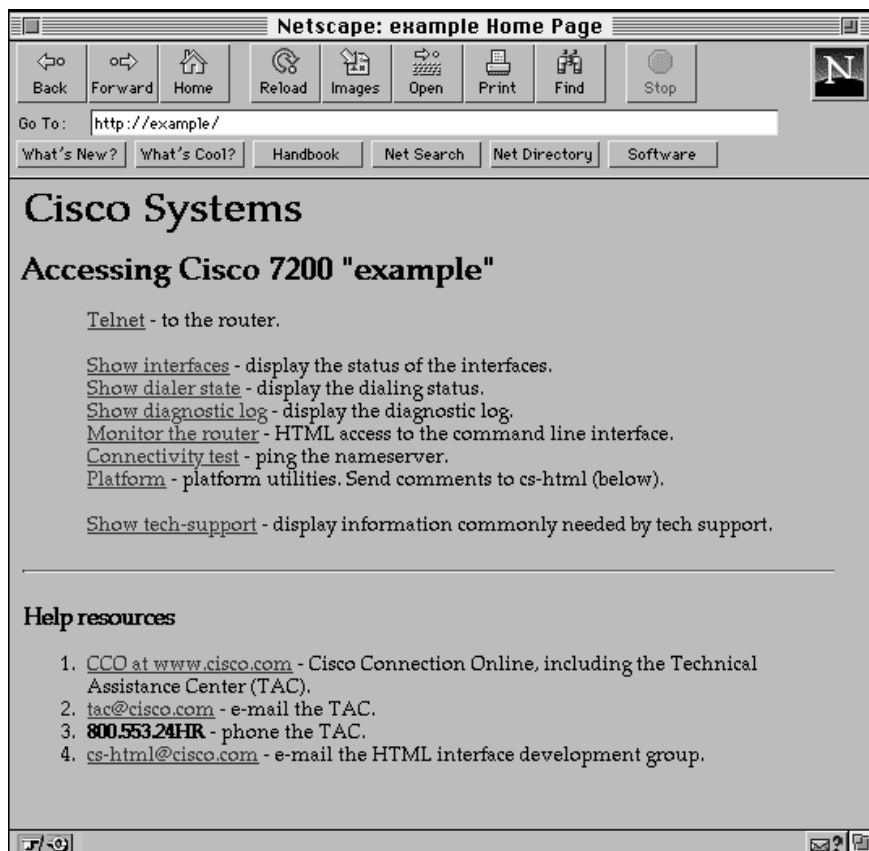 Netscape: example Home Page
Back Forward Home Reload Images Open Print Find Stop
N
Go To: http://example/
What's New? What's Cool? Handbook Net Search Net Directory Software
Cisco Systems
Accessing Cisco 7200 "example"
Telnet - to the router.
Show interfaces - display the status of the interfaces.
Show dialer state - display the dialing status.
Show diagnostic log - display the diagnostic log.
Monitor the router - HTML access to the command line interface.
Connectivity test - ping the nameserver.
Platform - platform utilities. Send comments to cs-html (below).
Show tech-support - display information commonly needed by tech support.
Help resources
1. CCO at www.cisco.com - Cisco Connection Online, including the Technical
Assistance Center (TAC).
2. tac@cisco.com - e-mail the TAC.
3. 800.553.24HR - phone the TAC.
4. cs-html@cisco.com - e-mail the HTML interface development group.